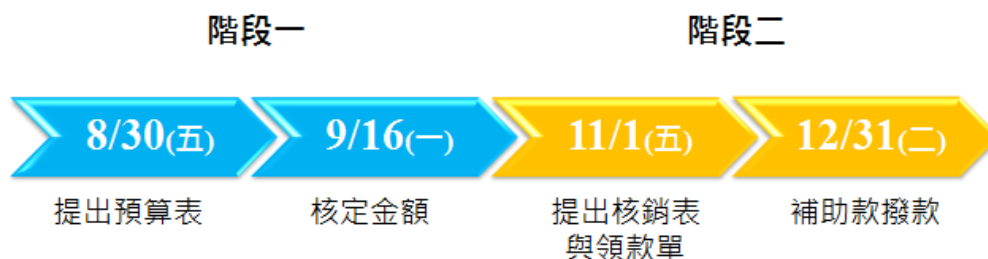 階段一
階段二
8/30(五)
9/16(一)
11/1(五)
12/31(二)
提出預算表
核定金額
提出核銷表
與領款單
補助款撥款